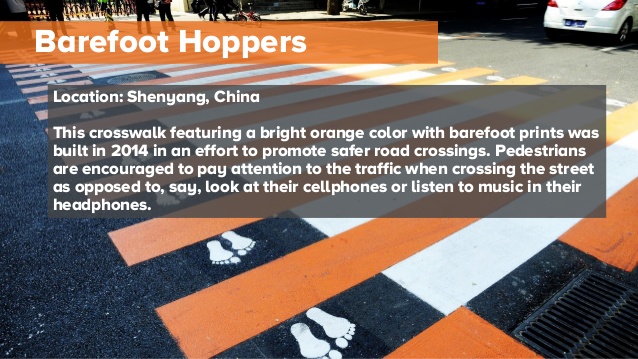 Barefoot Hoppers
Location: Shenyang, China
This crosswalk featuring a bright orange color with barefoot prints was
built in 2014 in an effort to promote safer road crossings. Pedestrians
are encouraged to pay attention to the traffic when crossing the street
as opposed to, say, look at their cellphones or listen to music in their
headphones.